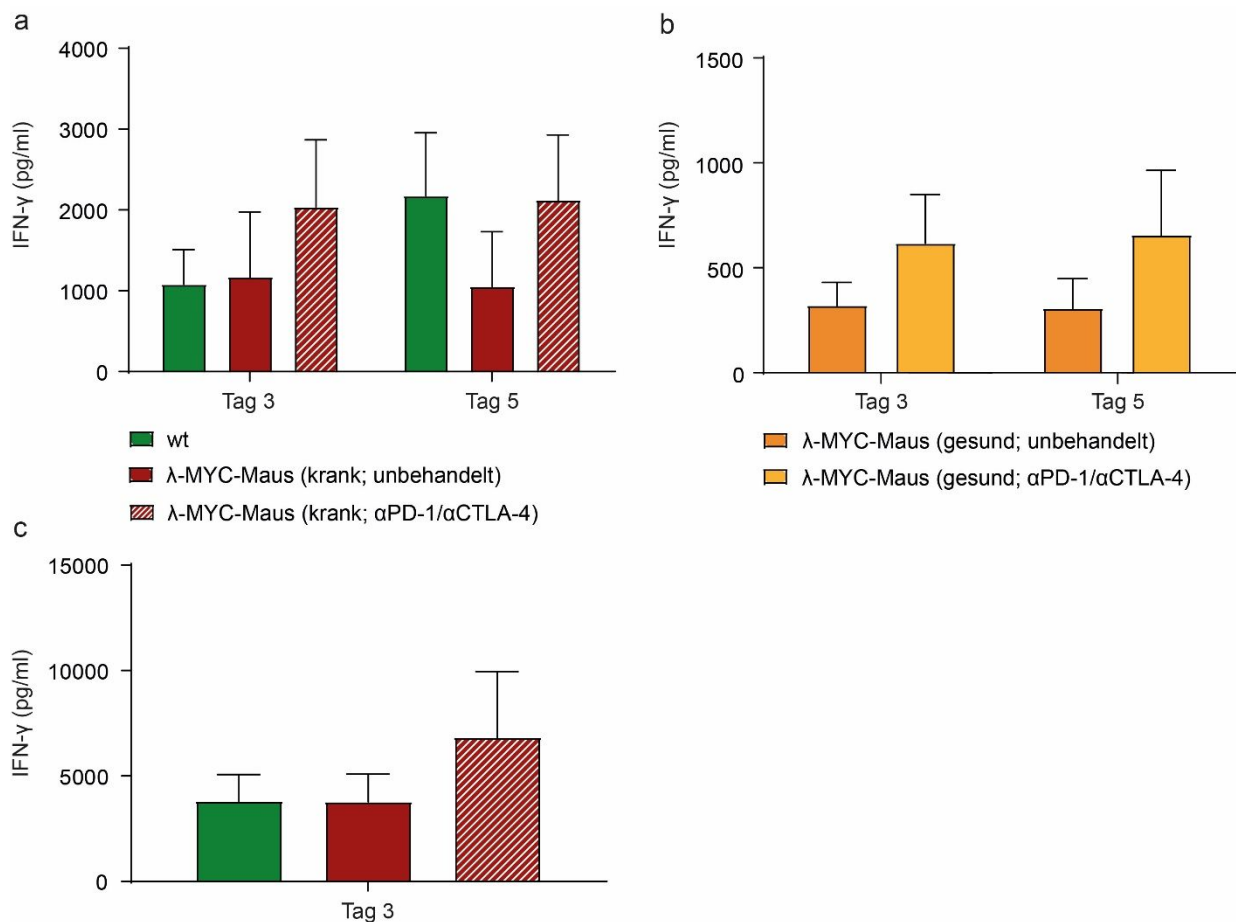 a
4000
3000
2000
1000
0
IFN-γ (pg/ml)
Tag 3 Tag 5
wt
λ-MYC-Maus (krank; unbehandelt)
λ-MYC-Maus (krank; αPD-1/αCTLA-4)
b
1500
1000
500
0
IFN-γ (pg/ml)
Tag 3 Tag 5
λ-MYC-Maus (gesund; unbehandelt)
λ-MYC-Maus (gesund; αPD-1/αCTLA-4)
c
15000
10000
5000
0
IFN-γ (pg/ml)
Tag 3